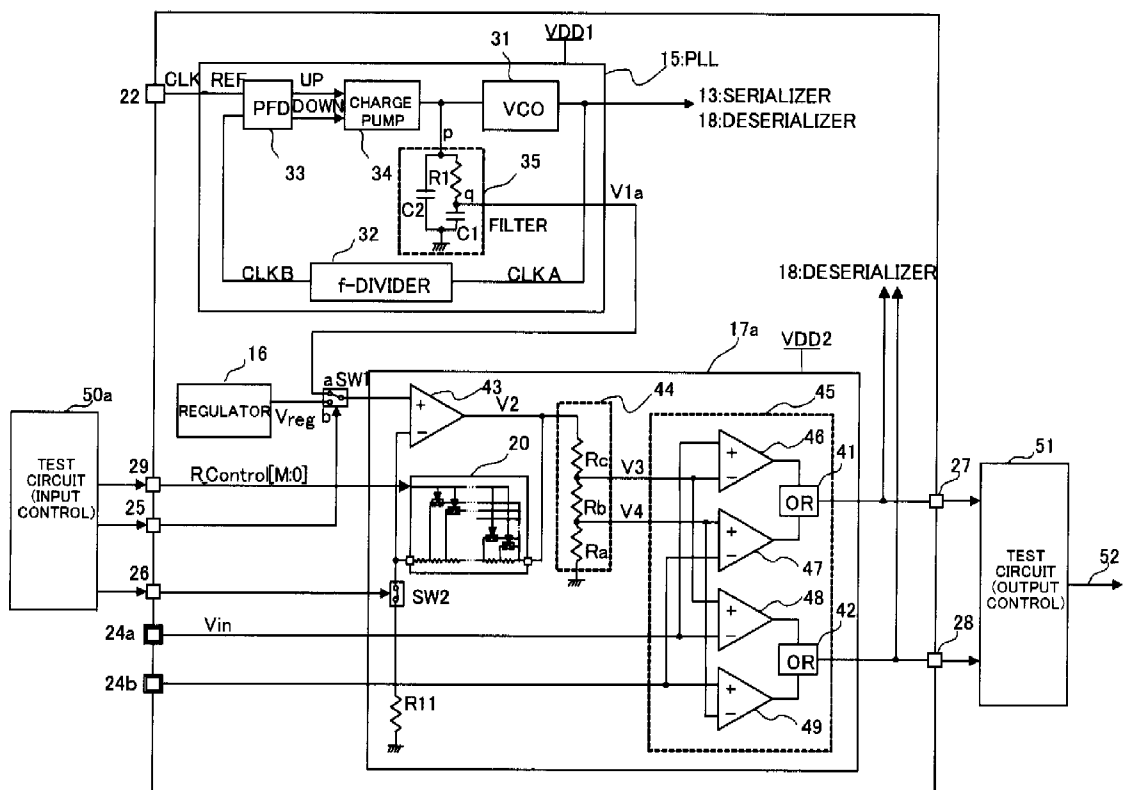 VDD1
31
15:PLL
22
CLK_REF
UP
PFD
DOWN
CHARGE
PUMP
VCO
13:SERIALIZER
18:DESERIALIZER
33
34
p
35
R1
q
V1a
C2
C1
FILTER
32
CLKB
f-DIVIDER
CLKA
18:DESERIALIZER
17a
VDD2
16
50a
REGULATOR
a
SW1
b
Vreg
43
V2
44
45
TEST
CIRCUIT
(INPUT
CONTROL)
29
R_Control[M:0]
20
Rc
V3
46
41
OR
27
51
25
Rb
V4
Ra
47
26
SW2
TEST
CIRCUIT
(OUTPUT
CONTROL)
52
24a
Vin
48
42
OR
28
24b
R11
49
+
−
+
−
+
−
+
−
+
−